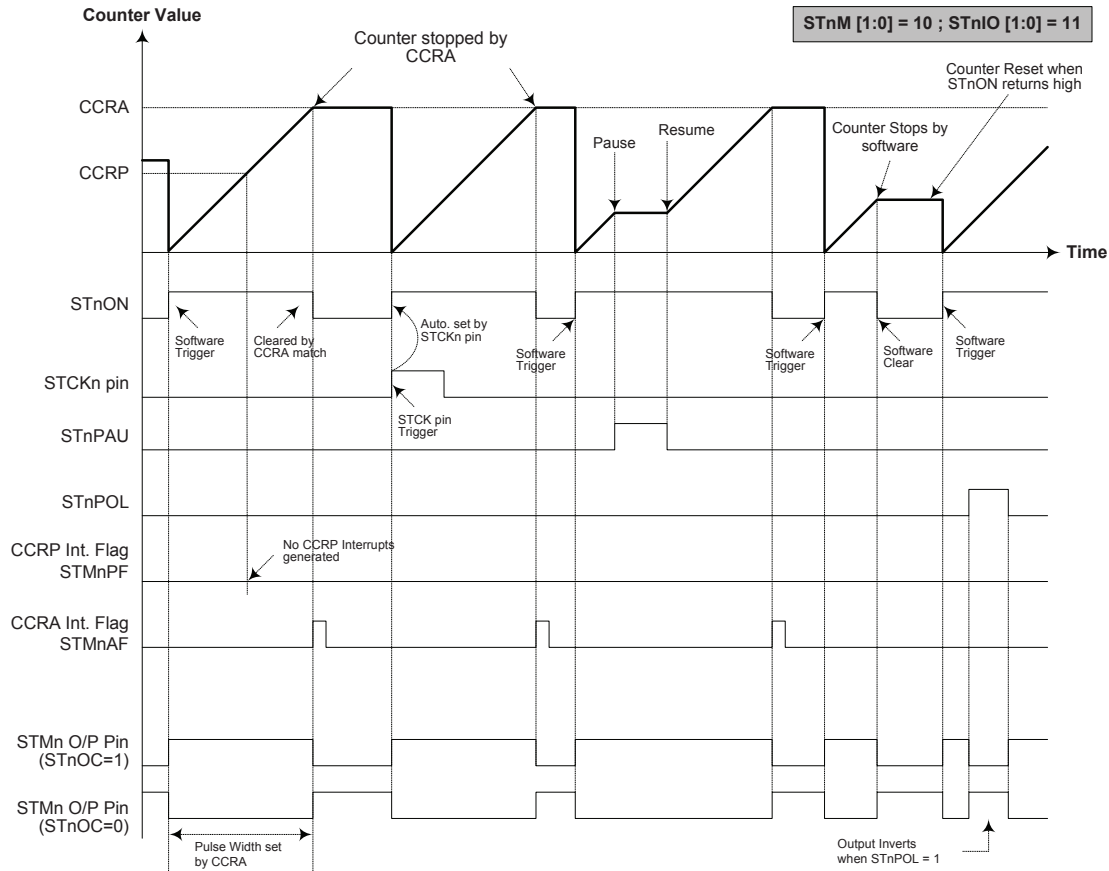 Counter Value
STnM [1:0] = 10 ; STnIO [1:0] = 11
Counter stopped by
CCRA
Counter Reset when
STnON returns high
CCRA
Pause
Resume
Counter Stops by
software
CCRP
Time
STnON
Software
Trigger
Cleared by
CCRA match
Auto. set by
STCKn pin
Software
Trigger
Software
Trigger
Software
Clear
Software
Trigger
STCKn pin
STCK pin
Trigger
STnPAU
STnPOL
CCRP Int. Flag
STMnPF
No CCRP Interrupts
generated
CCRA Int. Flag
STMnAF
STMn O/P Pin
(STnOC=1)
STMn O/P Pin
(STnOC=0)
Pulse Width set
by CCRA
Output Inverts
when STnPOL = 1